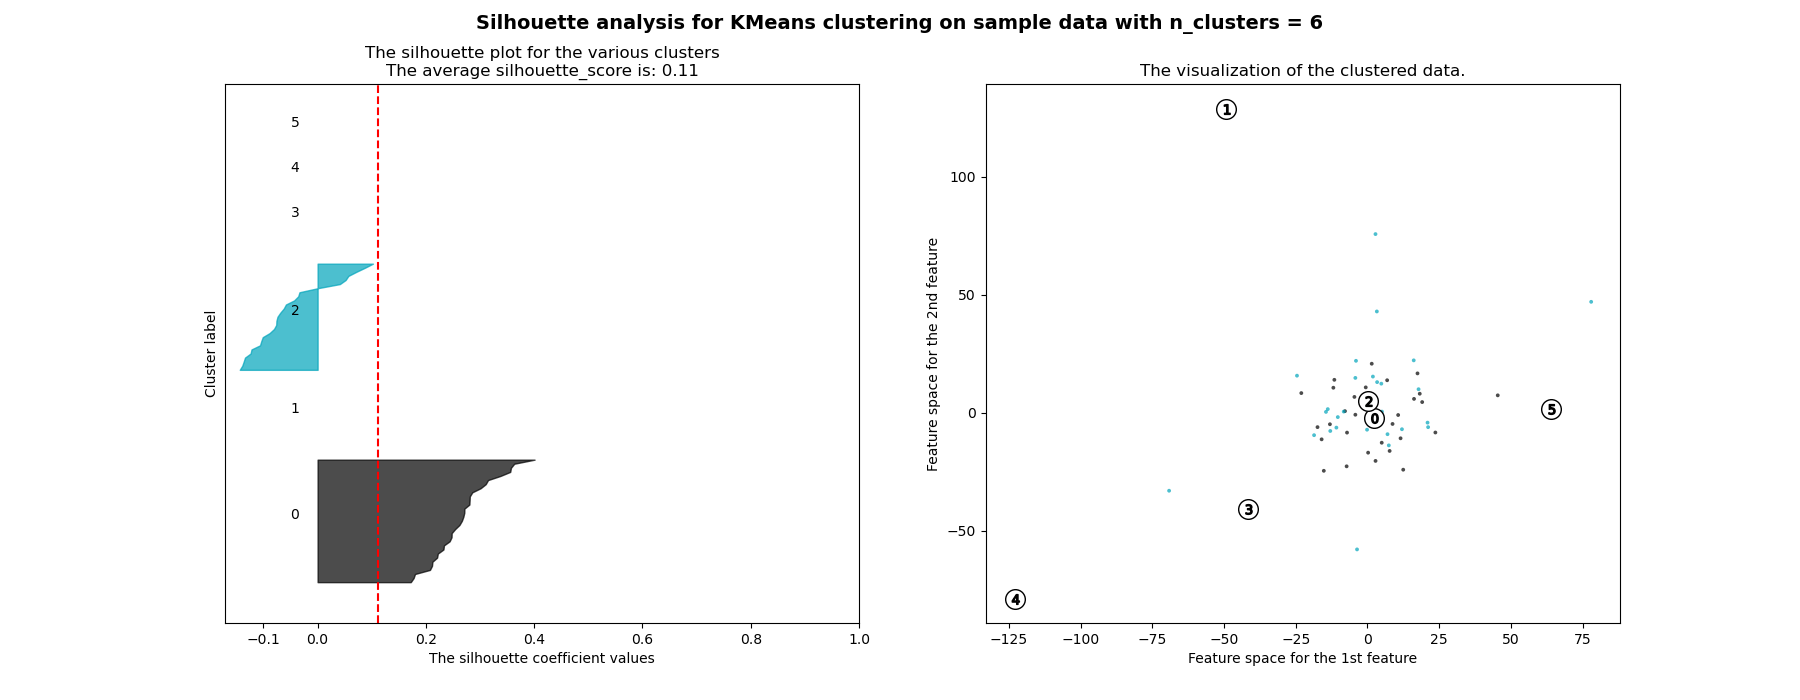 Silhouette analysis for KMeans clustering on sample data with n_clusters = 6
The silhouette plot for the various clusters
The average silhouette_score is: 0.11
5
4
3
2
1
0
Cluster label
−0.1 0.0 0.2 0.4 0.6 0.8 1.0
The silhouette coefficient values
The visualization of the clustered data.
100
50
0
−50
Feature space for the 2nd feature
1
2
0
5
3
4
−125 −100 −75 −50 −25 0 25 50 75
Feature space for the 1st feature